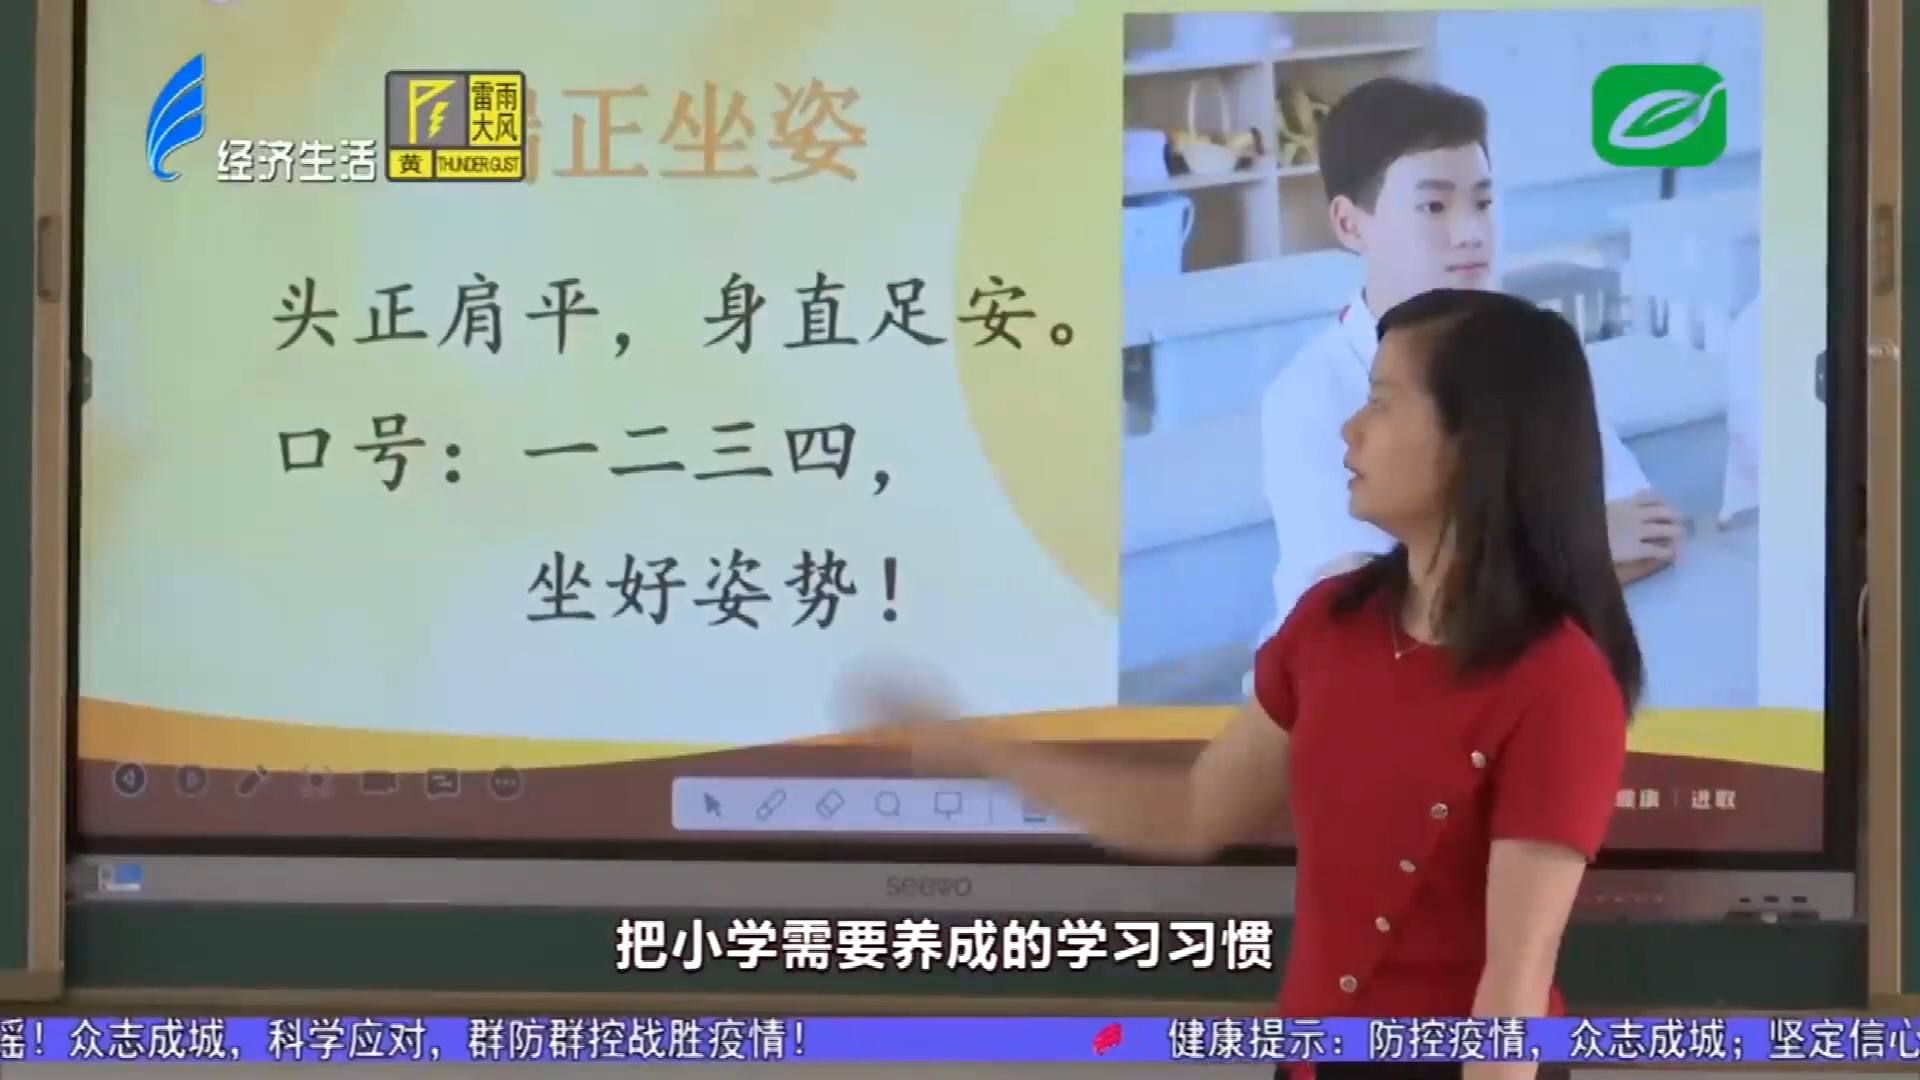 经济生活
雷雨
大风
黄 THUNDER GUST
端正坐姿
头正肩平，身直足安。
口号：一二三四，
坐好姿势！
健康 | 进取
seewo
把小学需要养成的学习习惯
谣！众志成城，科学应对，群防群控战胜疫情！ 健康提示：防控疫情，众志成城；坚定信心